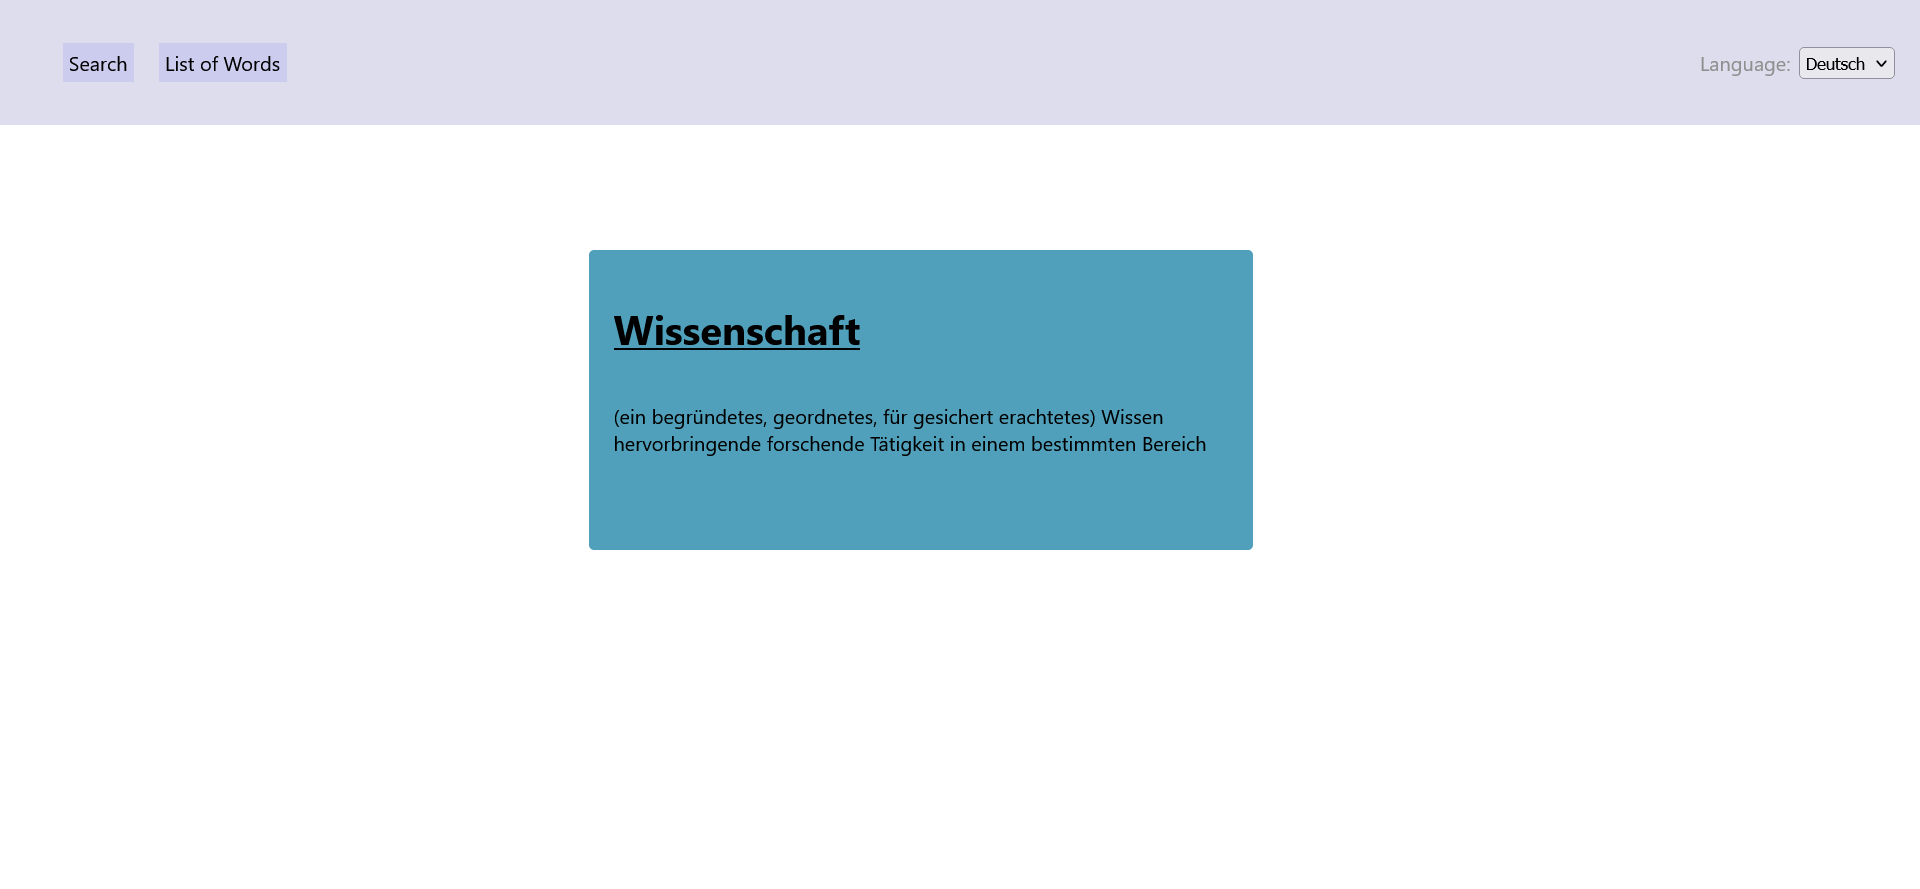 Search
List of Words
Language: Deutsch
Wissenschaft
(ein begründetes, geordnetes, für gesichert erachtetes) Wissen
hervorbringende forschende Tätigkeit in einem bestimmten Bereich